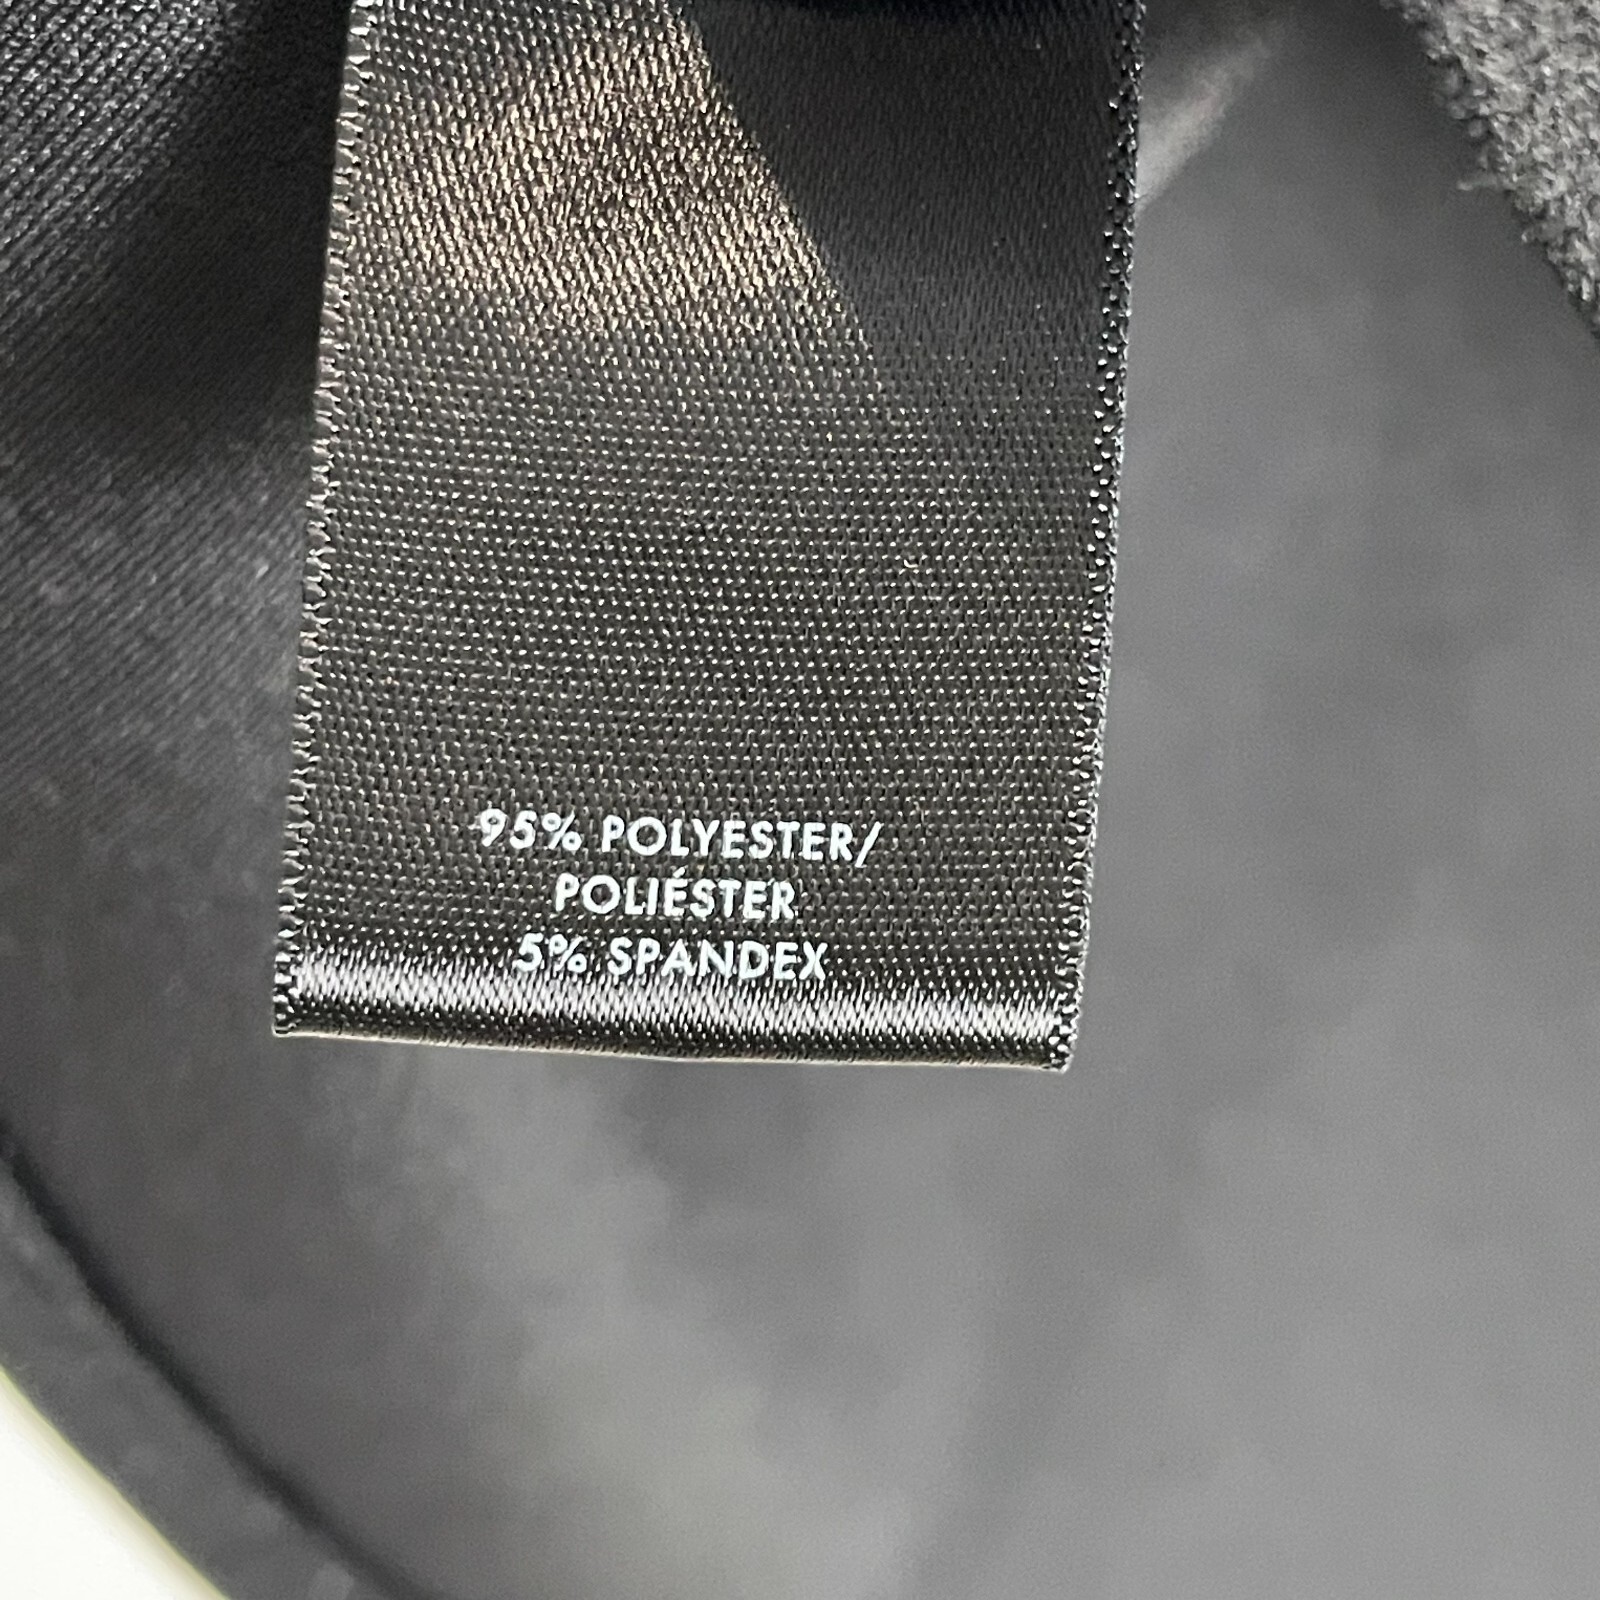 95% POLYESTER/
POLIÉSTER
5% SPANDEX